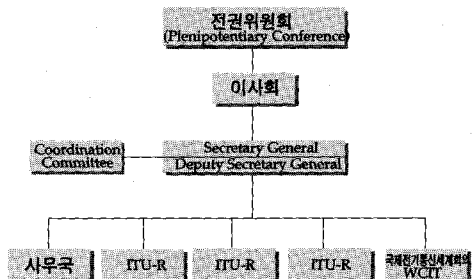 전권위원회
(Plenipotentiary Conference)
이사회
Coordination
Committee
Secretary General
Deputy Secretary General
사무국
ITU-R
ITU-R
ITU-R
국제전기통신세계회의
WCIT